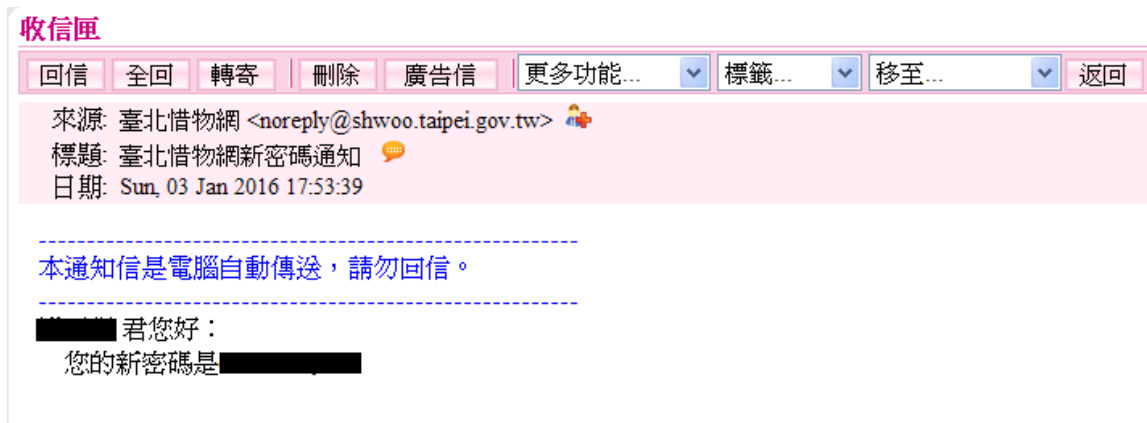 收信匣
回信 全回 轉寄 刪除 廣告信 更多功能... 標籤... 移至... 返回
來源: 臺北惜物網 <noreply@shwoo.taipei.gov.tw>
標題: 臺北惜物網新密碼通知
日期: Sun, 03 Jan 2016 17:53:39
------------------------------------------------------
本通知信是電腦自動傳送，請勿回信。
------------------------------------------------------
君您好：
您的新密碼是